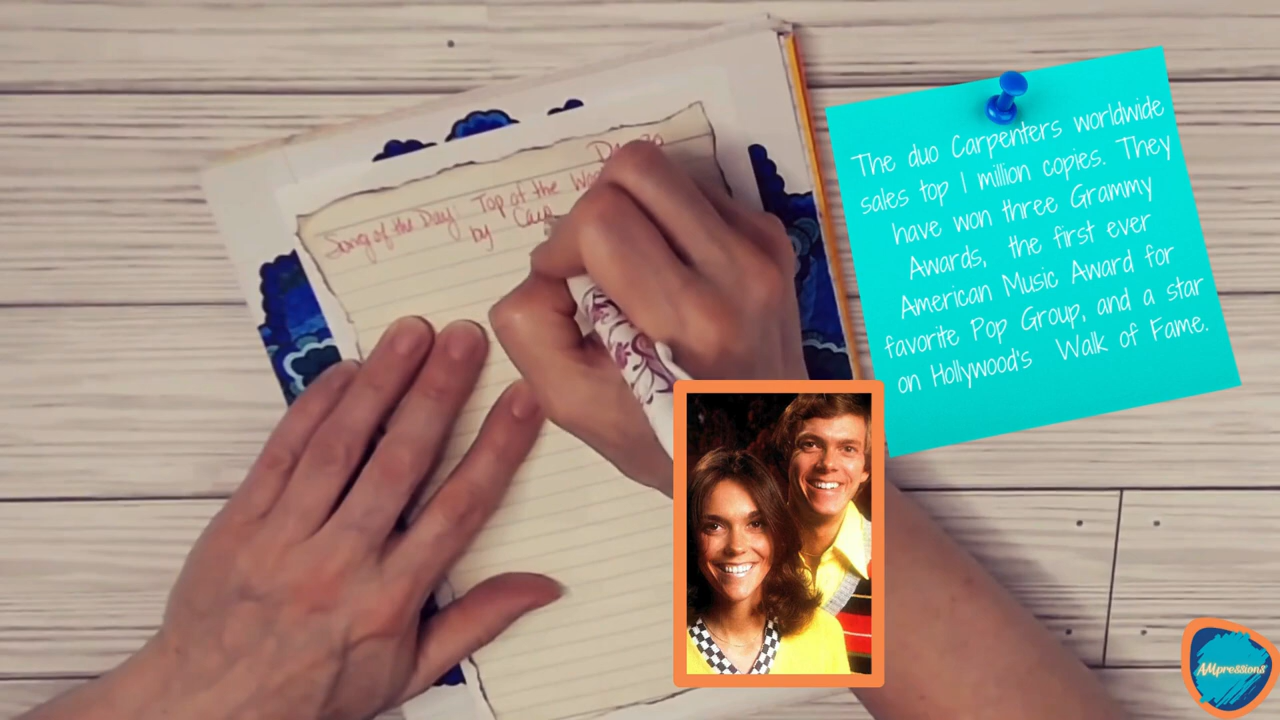 Song of the Day: Top of the
by Carp
The duo Carpenters worldwide
sales top 1 million copies. They
have won three Grammy
Awards, the first ever
American Music Award for
favorite Pop Group, and a star
on Hollywood's Walk of Fame.
AMpressions